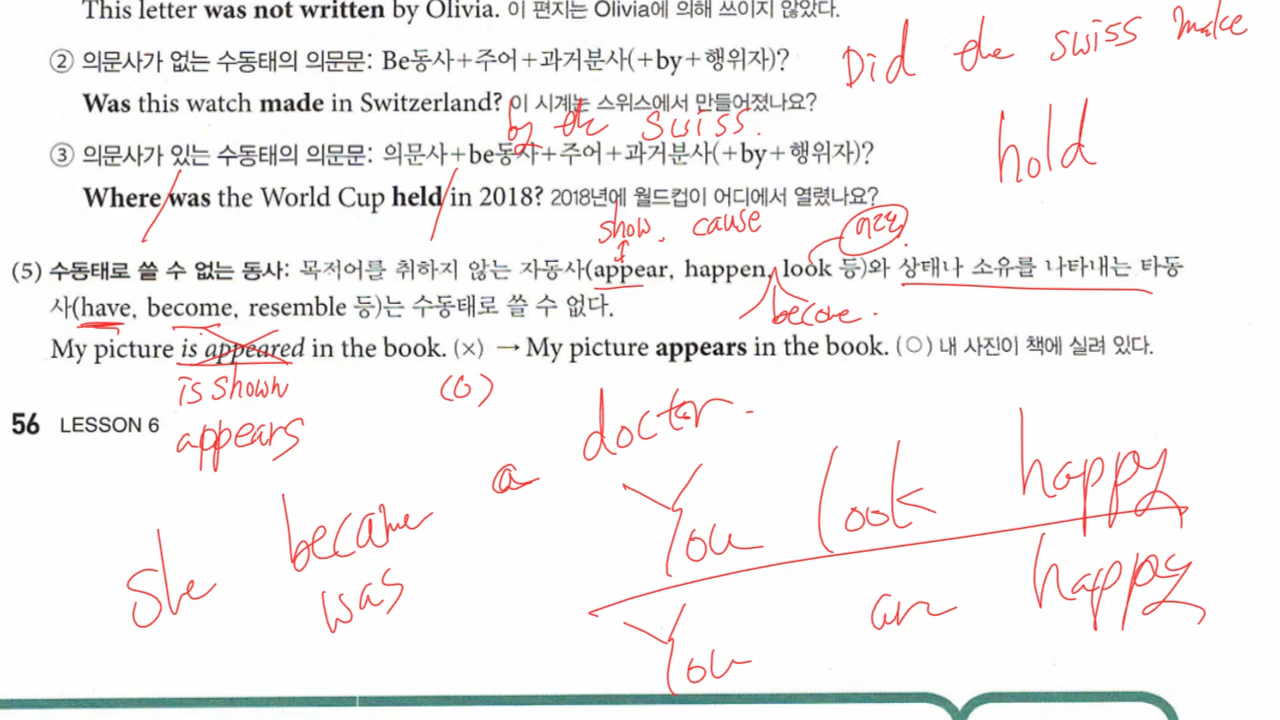 This letter was not written by Olivia. 이 편지는 Olivia에 의해 쓰이지 않았다.
② 의문사가 없는 수동태의 의문문: Be동사+주어+과거분사(+by+행위자)?
Did the swiss make
Was this watch made in Switzerland? 이 시계는 스위스에서 만들어졌나요?
by the swiss.
hold
③ 의문사가 있는 수동태의 의문문: 의문사+be동사+주어+과거분사(+by+행위자)?
Where was the World Cup held in 2018? 2018년에 월드컵이 어디에서 열렸나요?
show, cause
(5) 수동태로 쓸 수 없는 동사: 목적어를 취하지 않는 자동사(appear, happen, look 등)와 상태나 소유를 나타내는 타동
사(have, become, resemble 등)는 수동태로 쓸 수 없다.
become.
My picture is appeared in the book. (×) → My picture appears in the book. (○) 내 사진이 책에 실려 있다.
is shown (o)
appears
56 LESSON 6
She became a doctor.
was
You look happy
You are happy